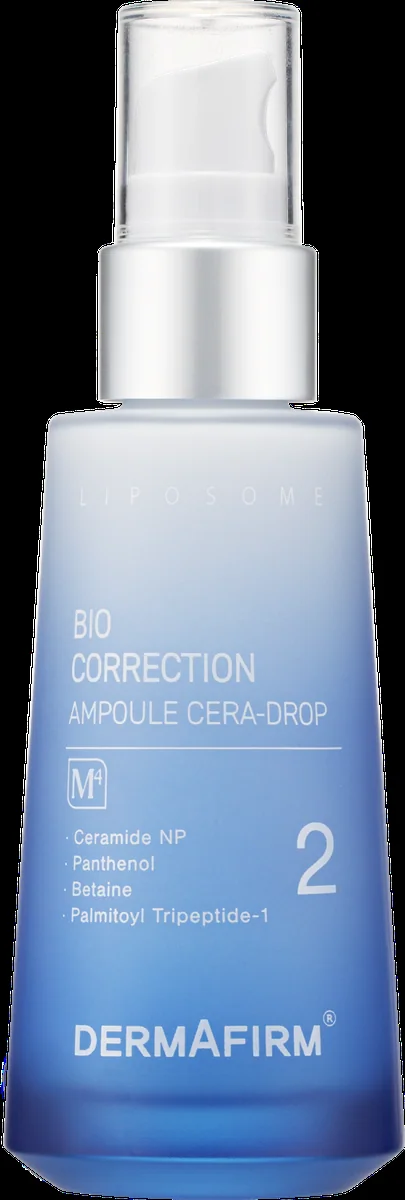 LIPOSOME
BIO
CORRECTION
AMPOULE CERA-DROP
M⁴
· Ceramide NP
· Panthenol
· Betaine
· Palmitoyl Tripeptide-1
2
DERMAFIRM®